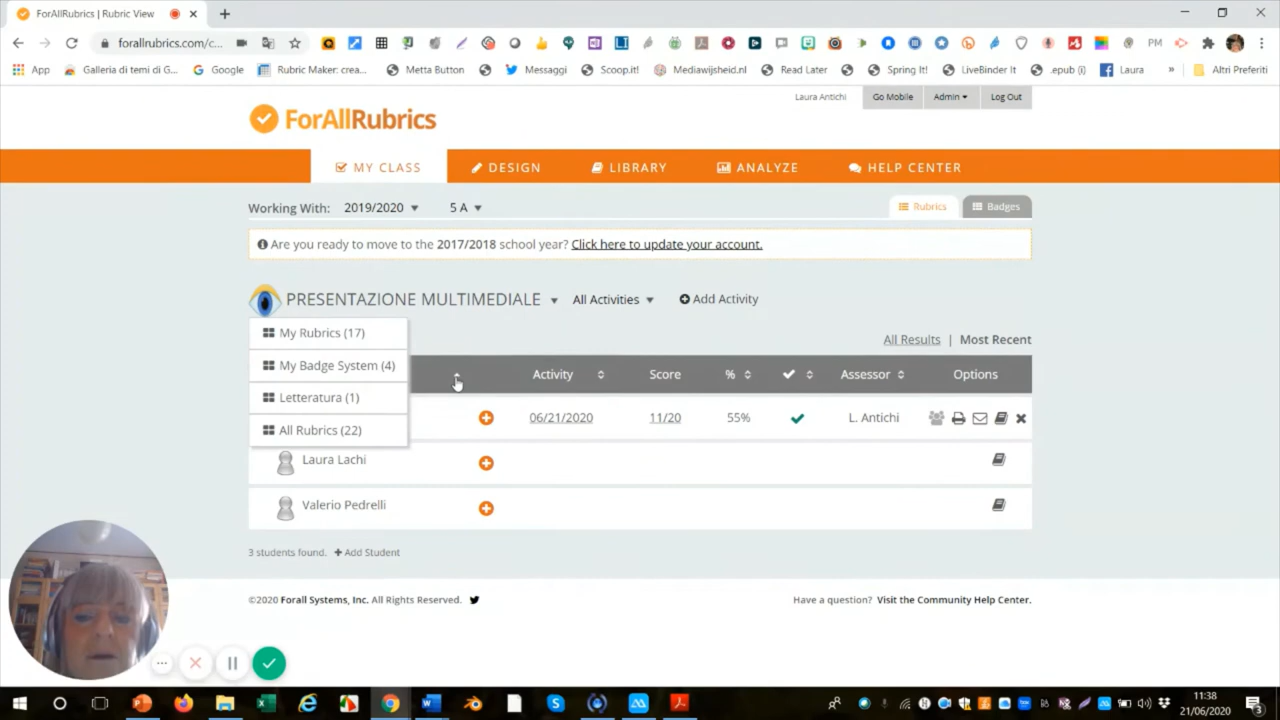 ForAllRubrics | Rubric View
forallrubrics.com/c...
PM
App
Galleria di temi di G...
Google
Rubric Maker: crea...
Metta Button
Messaggi
Scoop.it!
Mediawijsheid.nl
Read Later
Spring It!
LiveBinder It
.epub (i)
Laura
»
Altri Preferiti
Laura Antichi
Go Mobile
Admin
Log Out
ForAllRubrics
MY CLASS
DESIGN
LIBRARY
ANALYZE
HELP CENTER
Working With: 2019/2020 5 A
Rubrics
Badges
Are you ready to move to the 2017/2018 school year? Click here to update your account.
PRESENTAZIONE MULTIMEDIALE
All Activities
Add Activity
My Rubrics (17)
My Badge System (4)
Letteratura (1)
All Rubrics (22)
All Results | Most Recent
Activity Score % Assessor Options
06/21/2020 11/20 55% L. Antichi
Laura Lachi
Valerio Pedrelli
3 students found. Add Student
©2020 Forall Systems, Inc. All Rights Reserved.
Have a question? Visit the Community Help Center.
11:38
21/06/2020
3